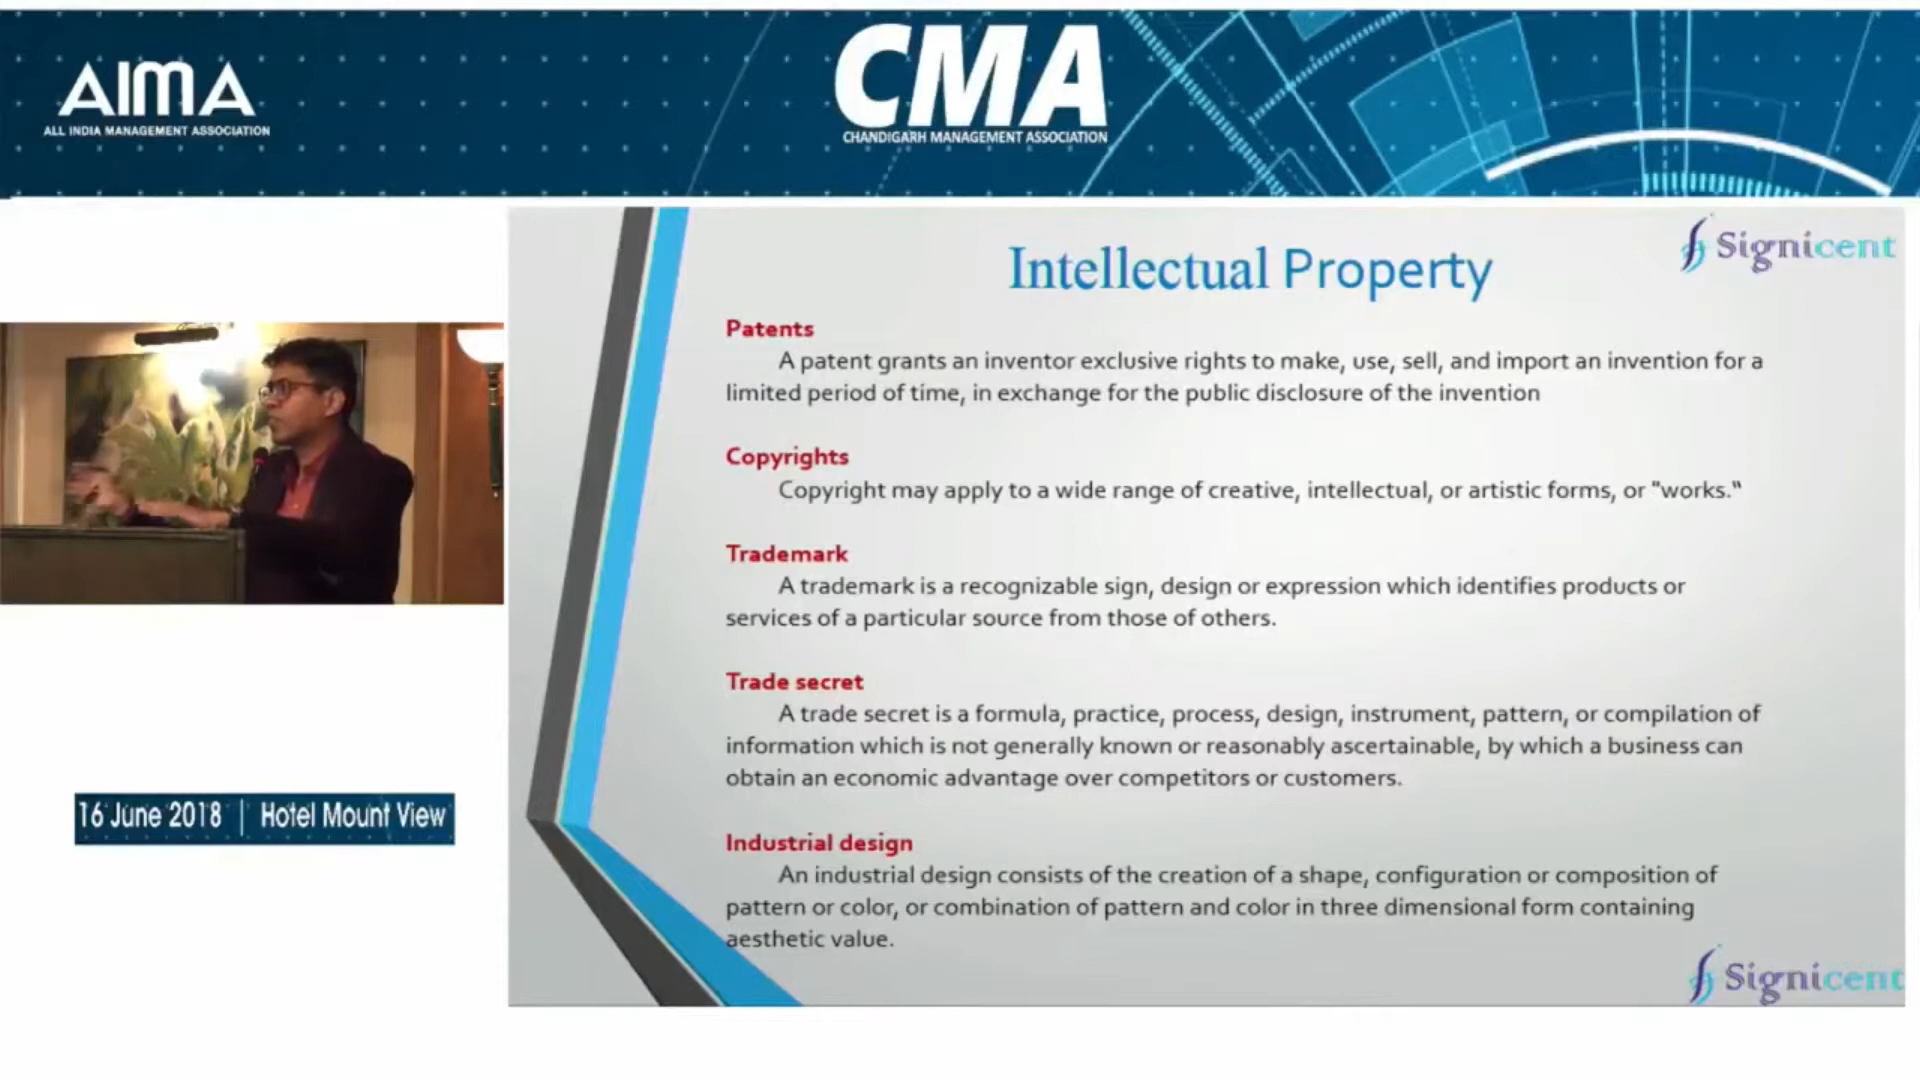 AIMA
ALL INDIA MANAGEMENT ASSOCIATION
CMA
CHANDIGARH MANAGEMENT ASSOCIATION
Signicent
Intellectual Property
Patents
A patent grants an inventor exclusive rights to make, use, sell, and import an invention for a
limited period of time, in exchange for the public disclosure of the invention
Copyrights
Copyright may apply to a wide range of creative, intellectual, or artistic forms, or "works."
Trademark
A trademark is a recognizable sign, design or expression which identifies products or
services of a particular source from those of others.
Trade secret
A trade secret is a formula, practice, process, design, instrument, pattern, or compilation of
information which is not generally known or reasonably ascertainable, by which a business can
obtain an economic advantage over competitors or customers.
Industrial design
An industrial design consists of the creation of a shape, configuration or composition of
pattern or color, or combination of pattern and color in three dimensional form containing
aesthetic value.
Signicent
16 June 2018 | Hotel Mount View